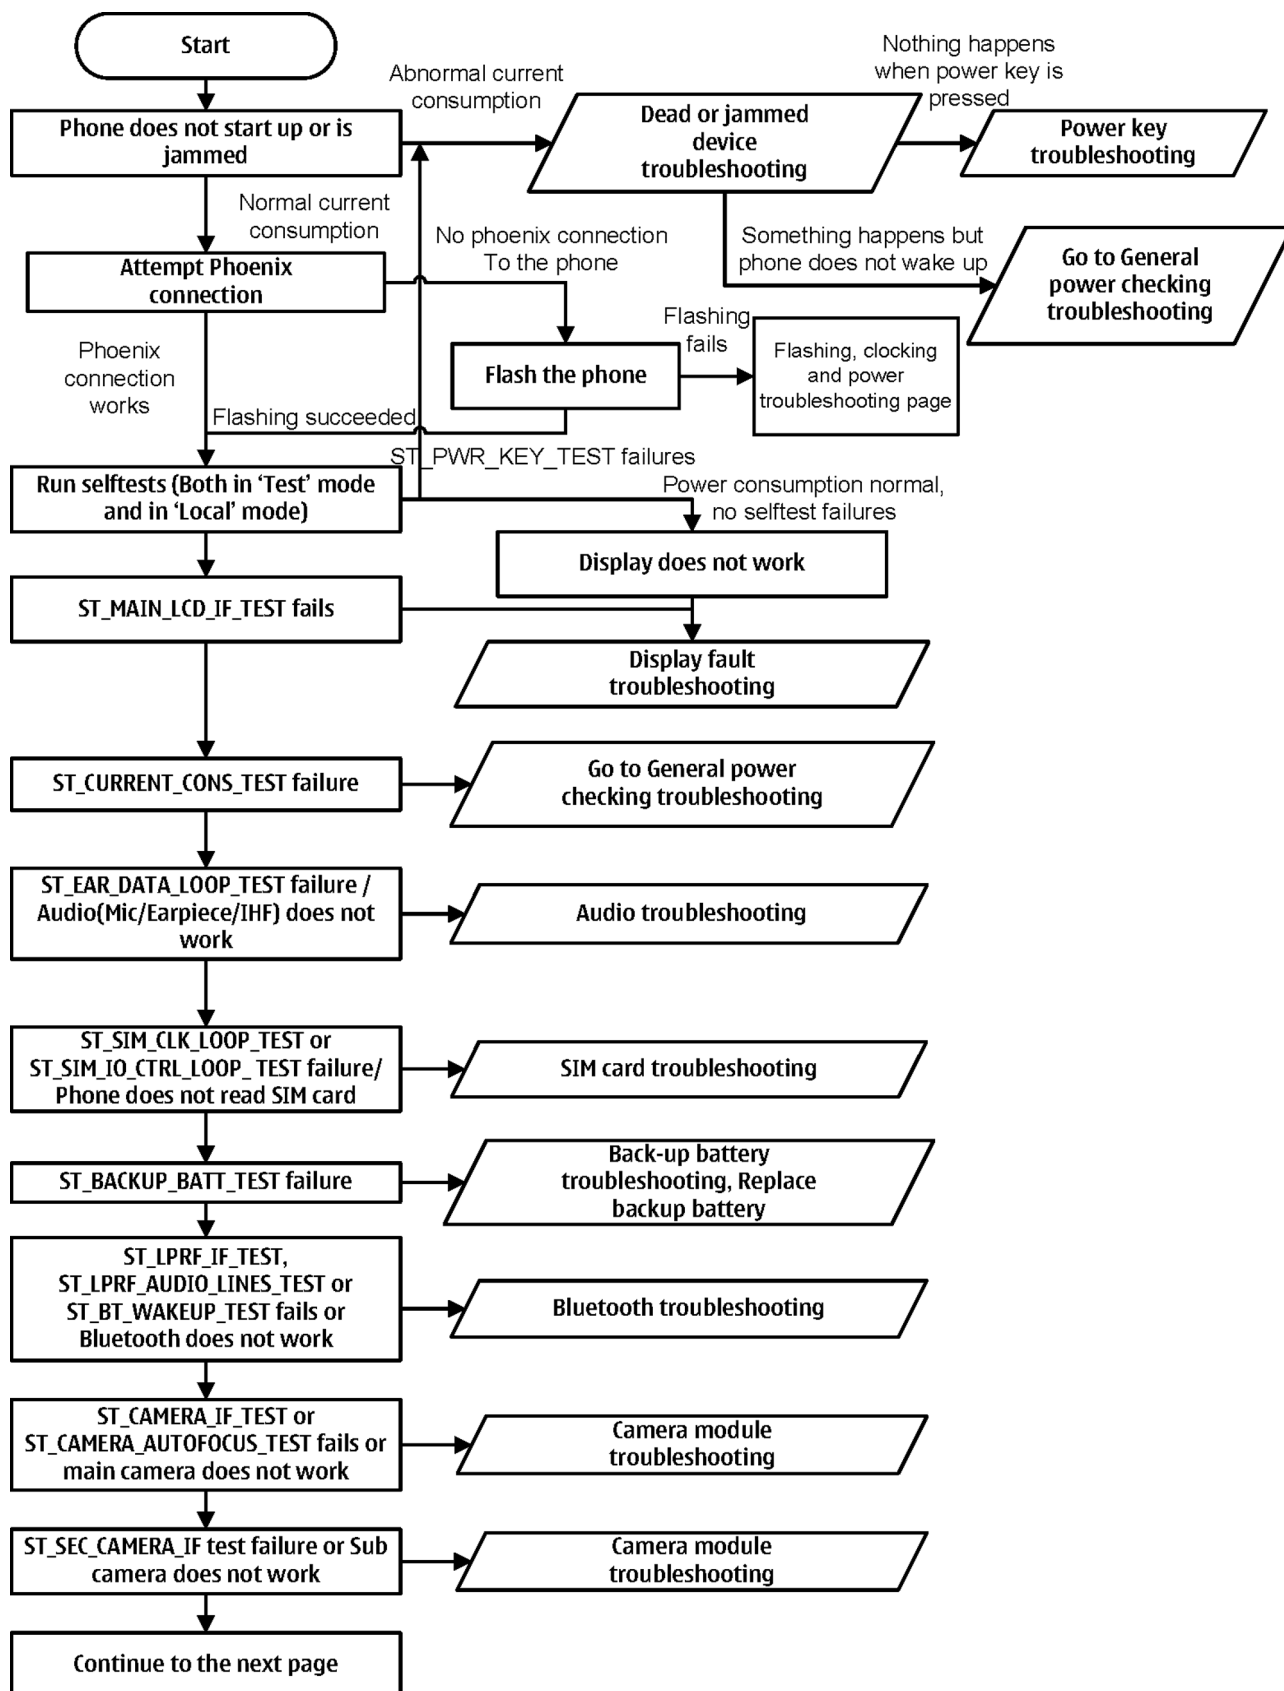 Start
Abnormal current
consumption
Nothing happens
when power key is
pressed
Phone does not start up or is
jammed
Dead or jammed
device
troubleshooting
Power key
troubleshooting
Normal current
consumption
No phoenix connection
To the phone
Something happens but
phone does not wake up
Go to General
power checking
troubleshooting
Attempt Phoenix
connection
Phoenix
connection
works
Flashing
fails
Flash the phone
Flashing, clocking
and power
troubleshooting page
Flashing succeeded
ST_PWR_KEY_TEST failures
Run selftests (Both in ‘Test’ mode
and in ‘Local’ mode)
Power consumption normal,
no selftest failures
Display does not work
ST_MAIN_LCD_IF_TEST fails
Display fault
troubleshooting
ST_CURRENT_CONS_TEST failure
Go to General power
checking troubleshooting
ST_EAR_DATA_LOOP_TEST failure /
Audio(Mic/Earpiece/IHF) does not
work
Audio troubleshooting
ST_SIM_CLK_LOOP_TEST or
ST_SIM_IO_CTRL_LOOP_ TEST failure/
Phone does not read SIM card
SIM card troubleshooting
ST_BACKUP_BATT_TEST failure
Back-up battery
troubleshooting, Replace
backup battery
ST_LPRF_IF_TEST,
ST_LPRF_AUDIO_LINES_TEST or
ST_BT_WAKEUP_TEST fails or
Bluetooth does not work
Bluetooth troubleshooting
ST_CAMERA_IF_TEST or
ST_CAMERA_AUTOFOCUS_TEST fails or
main camera does not work
Camera module
troubleshooting
ST_SEC_CAMERA_IF test failure or Sub
camera does not work
Camera module
troubleshooting
Continue to the next page